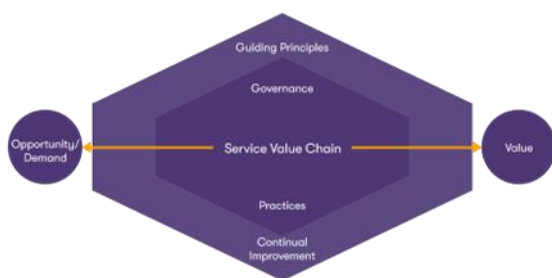 Guiding Principles
Governance
Opportunity/
Demand
Service Value Chain
Value
Practices
Continual
Improvement